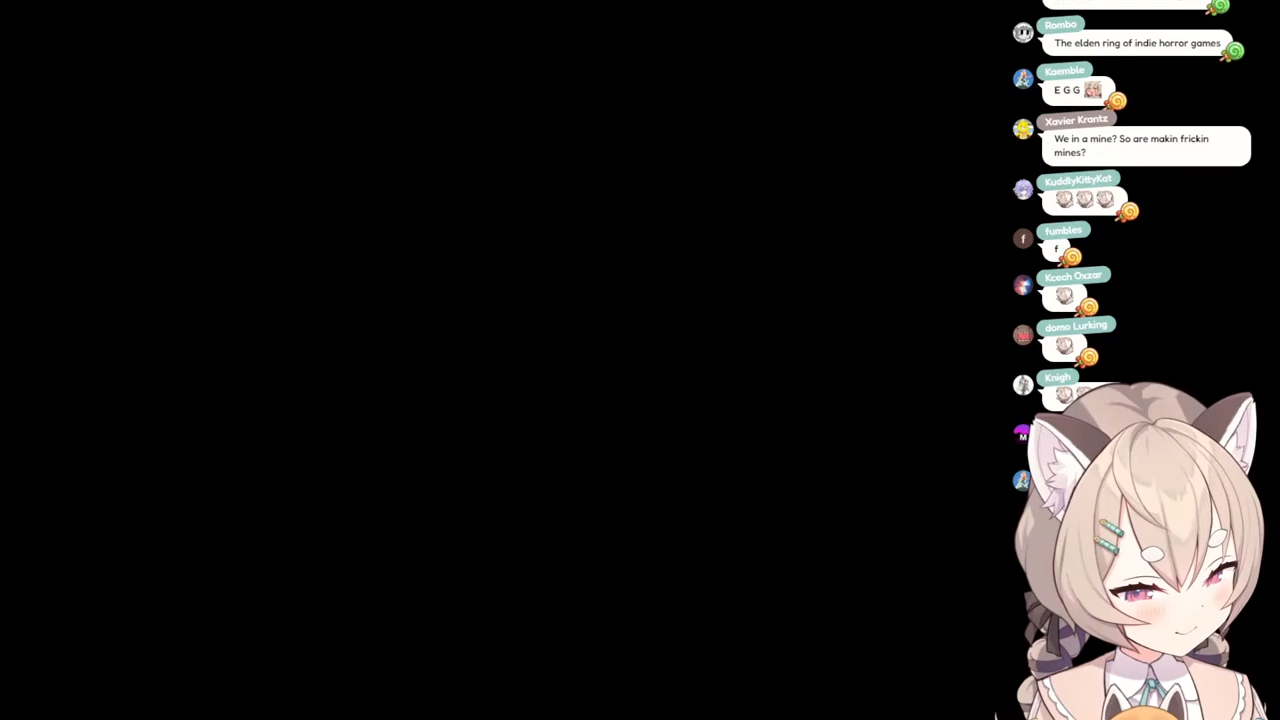 Rombo
The elden ring of indie horror games
Kaemble
E G G
Xavier Krantz
We in a mine? So are makin frickin
mines?
KuddlyKittyKat
fumbles
f
f
Kcech Oxzar
domo Lurking
Knigh
M